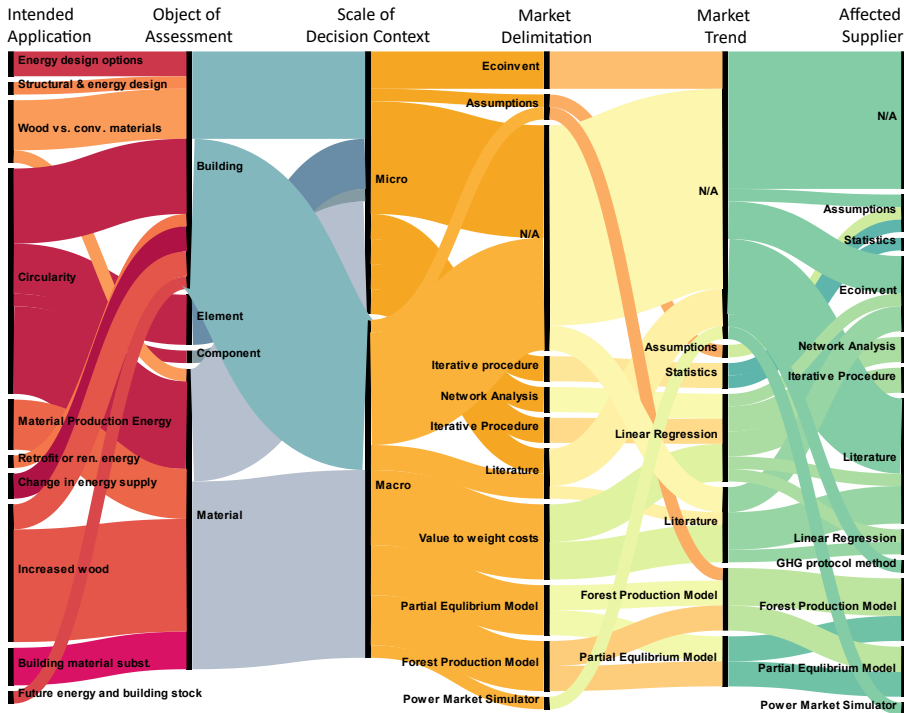 Intended
Application
Object of
Assessment
Scale of
Decision Context
Market
Delimitation
Market
Trend
Affected
Supplier
Energy design options
Structural & energy design
Wood vs. conv. materials
Circularity
Material Production Energy
Retrofit or ren. energy
Change in energy supply
Increased wood
Building material subst.
Future energy and building stock
Building
Element
Component
Material
Micro
Macro
Ecoinvent
Assumptions
N/A
Iterative procedure
Network Analysis
Iterative Procedure
Literature
Value to weight costs
Partial Equlibrium Model
Forest Production Model
Power Market Simulator
N/A
Assumptions
Statistics
Linear Regression
Literature
Forest Production Model
Partial Equlibrium Model
N/A
Assumptions
Statistics
Ecoinvent
Network Analysis
Iterative Procedure
Literature
Linear Regression
GHG protocol method
Forest Production Model
Partial Equlibrium Model
Power Market Simulator